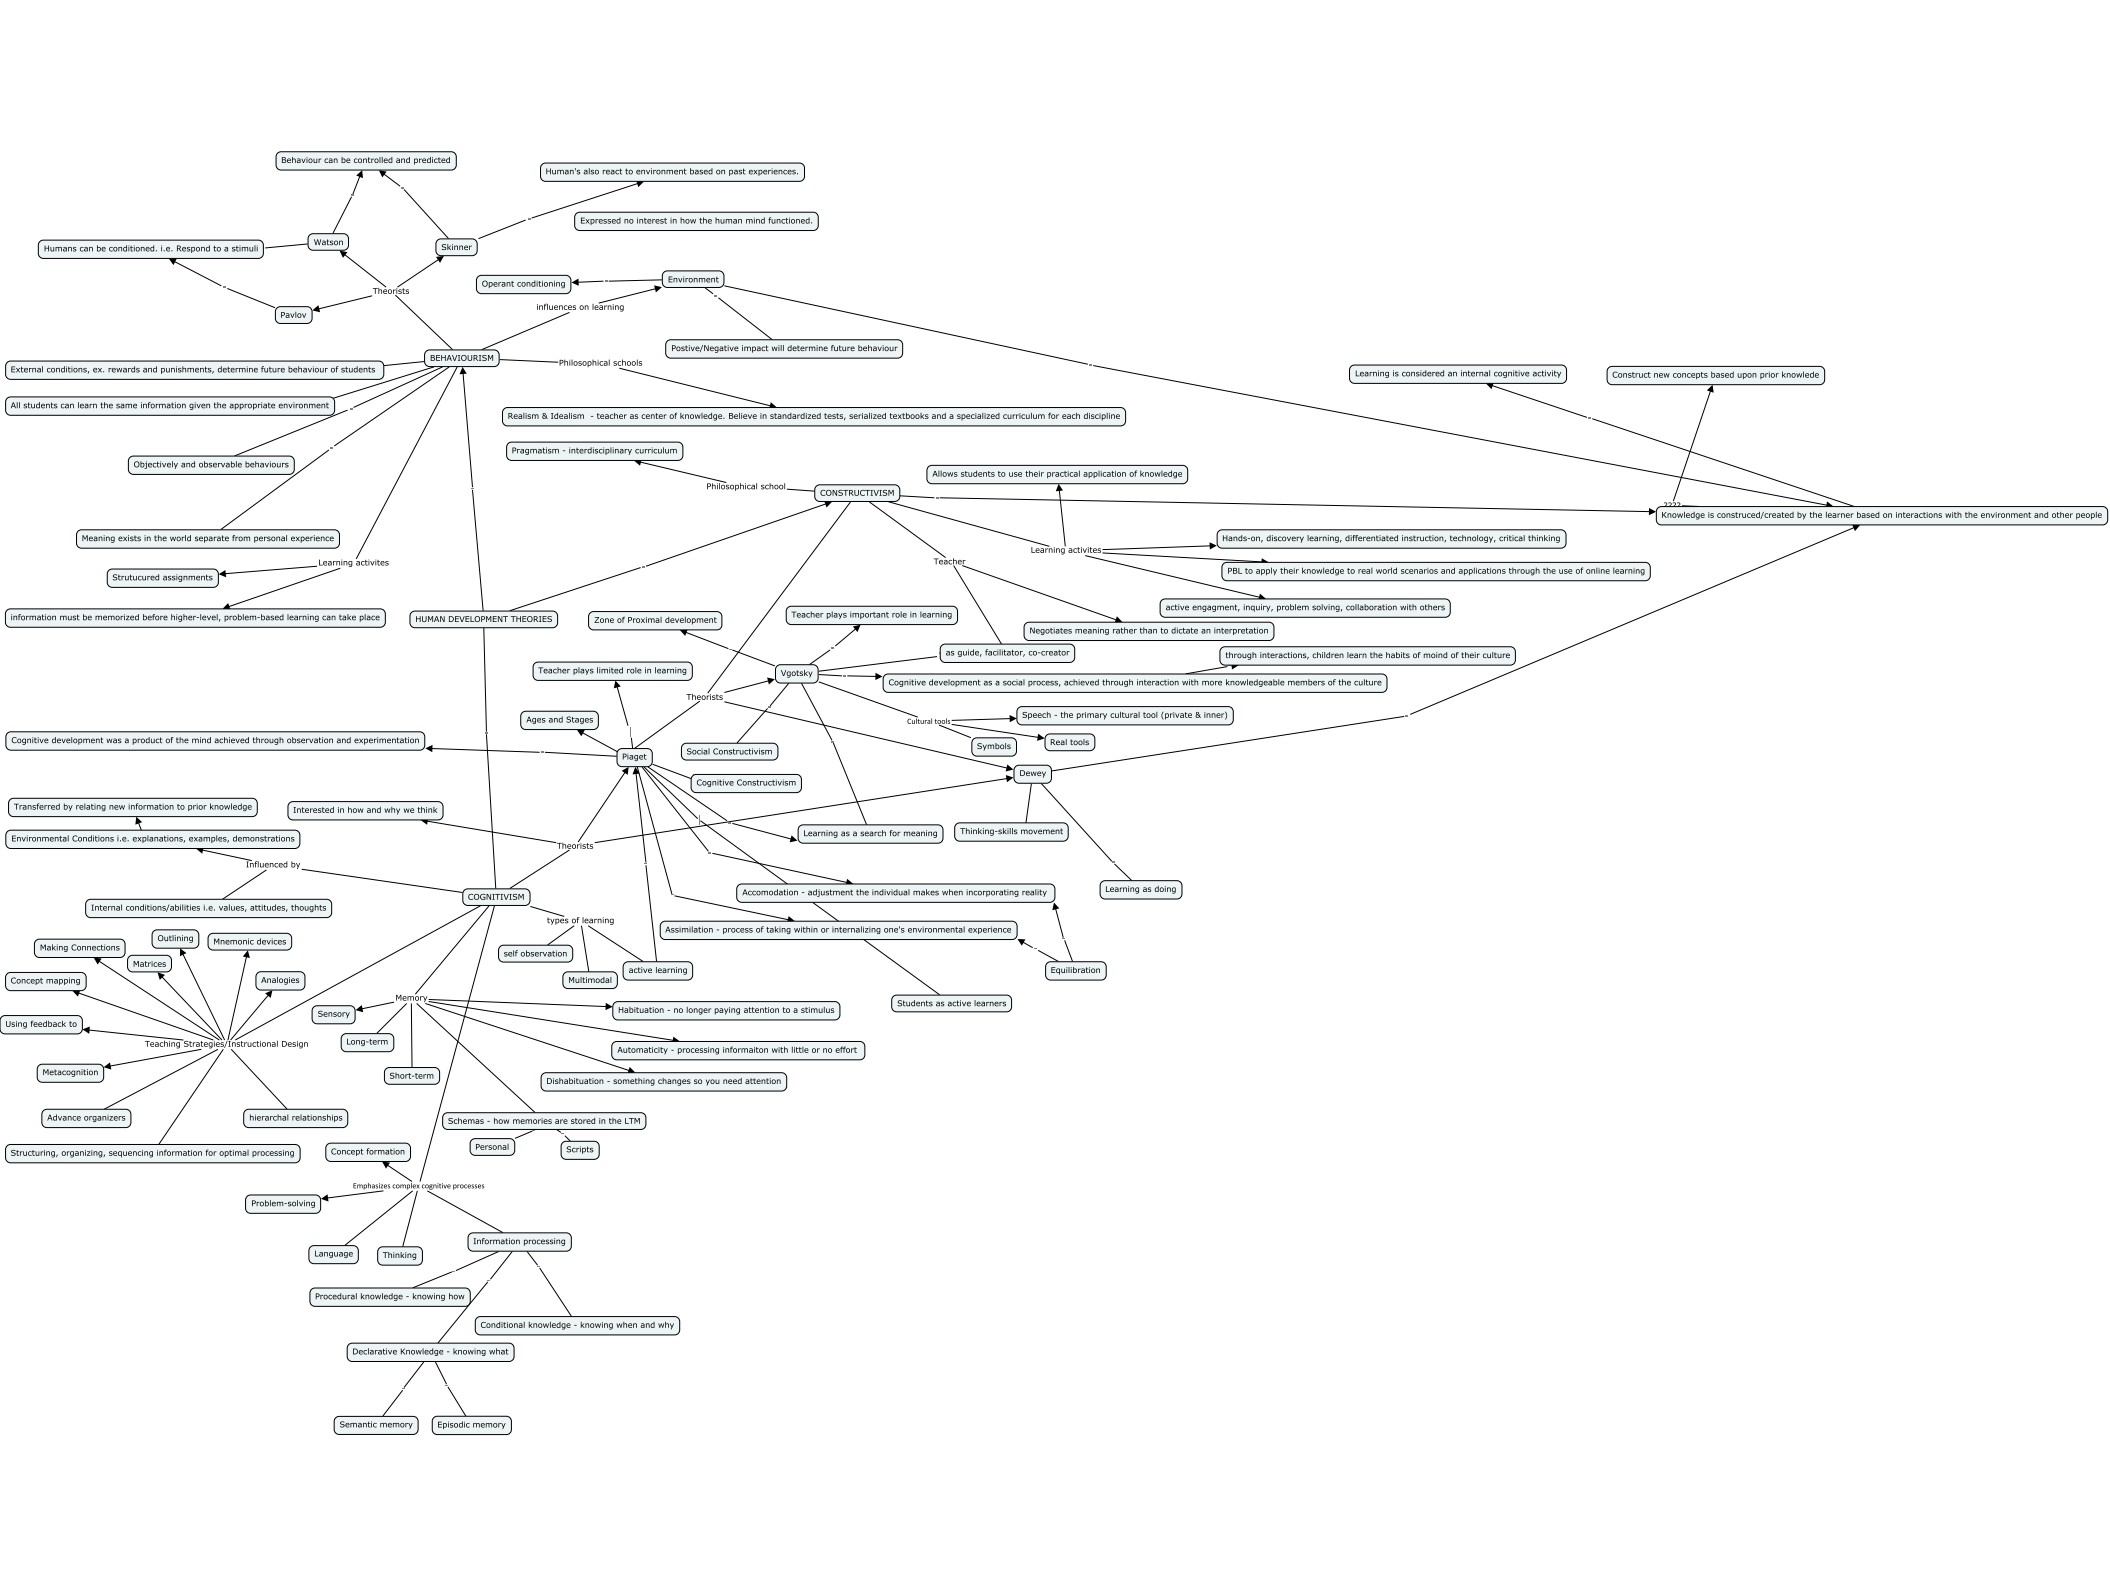 Behaviour can be controlled and predicted
Human's also react to environment based on past experiences.
Expressed no interest in how the human mind functioned.
Watson
Skinner
Humans can be conditioned. i.e. Respond to a stimuli
Operant conditioning
Environment
Theorists
influences on learning
Pavlov
Postive/Negative impact will determine future behaviour
BEHAVIOURISM
Philosophical schools
External conditions, ex. rewards and punishments, determine future behaviour of students
Learning is considered an internal cognitive activity
Construct new concepts based upon prior knowlede
All students can learn the same information given the appropriate environment
Realism & Idealism - teacher as center of knowledge. Believe in standardized tests, serialized textbooks and a specialized curriculum for each discipline
Pragmatism - interdisciplinary curriculum
Objectively and observable behaviours
Allows students to use their practical application of knowledge
Philosophical school
CONSTRUCTIVISM
????
Knowledge is construced/created by the learner based on interactions with the environment and other people
Meaning exists in the world separate from personal experience
Hands-on, discovery learning, differentiated instruction, technology, critical thinking
Learning activites
Learning activites
Teacher
Strutucured assignments
PBL to apply their knowledge to real world scenarios and applications through the use of online learning
active engagment, inquiry, problem solving, collaboration with others
information must be memorized before higher-level, problem-based learning can take place
HUMAN DEVELOPMENT THEORIES
Zone of Proximal development
Teacher plays important role in learning
Negotiates meaning rather than to dictate an interpretation
as guide, facilitator, co-creator
through interactions, children learn the habits of moind of their culture
Teacher plays limited role in learning
Vgotsky
Cognitive development as a social process, achieved through interaction with more knowledgeable members of the culture
Theorists
Ages and Stages
Cultural tools
Speech - the primary cultural tool (private & inner)
Cognitive development was a product of the mind achieved through observation and experimentation
Social Constructivism
Symbols
Real tools
Piaget
Cognitive Constructivism
Dewey
Transferred by relating new information to prior knowledge
Interested in how and why we think
Environmental Conditions i.e. explanations, examples, demonstrations
Theorists
Learning as a search for meaning
Thinking-skills movement
Influenced by
COGNITIVISM
Accomodation - adjustment the individual makes when incorporating reality
Learning as doing
Internal conditions/abilities i.e. values, attitudes, thoughts
types of learning
Assimilation - process of taking within or internalizing one's environmental experience
Making Connections
Outlining
Mnemonic devices
self observation
Matrices
active learning
Equilibration
Concept mapping
Analogies
Multimodal
Memory
Students as active learners
Sensory
Habituation - no longer paying attention to a stimulus
Using feedback to
Long-term
Teaching Strategies/Instructional Design
Automaticity - processing informaiton with little or no effort
Metacognition
Short-term
Dishabituation - something changes so you need attention
Advance organizers
hierarchal relationships
Schemas - how memories are stored in the LTM
Structuring, organizing, sequencing information for optimal processing
Concept formation
Personal
Scripts
Emphasizes complex cognitive processes
Problem-solving
Information processing
Language
Thinking
Procedural knowledge - knowing how
Conditional knowledge - knowing when and why
Declarative Knowledge - knowing what
Semantic memory
Episodic memory